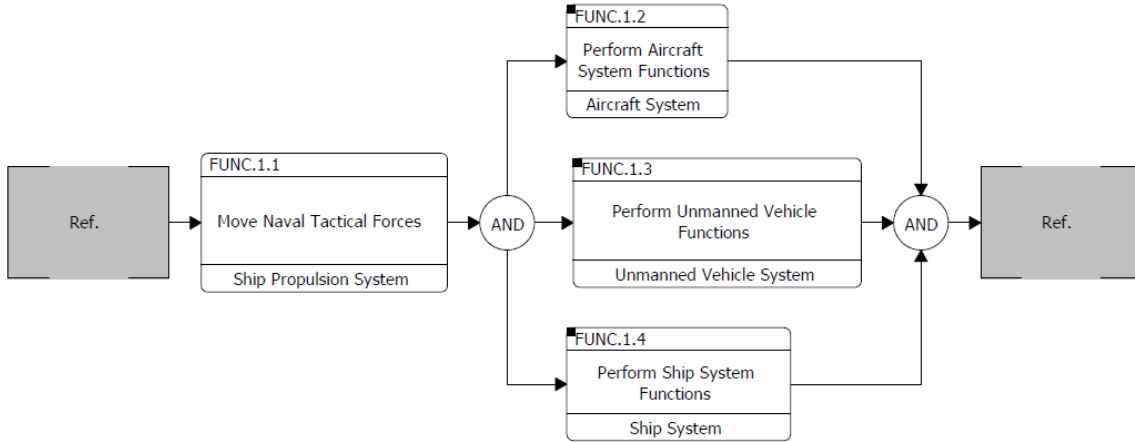 FUNC.1.2
Perform Aircraft
System Functions
Aircraft System
Ref.
FUNC.1.1
Move Naval Tactical Forces
Ship Propulsion System
AND
FUNC.1.3
Perform Unmanned Vehicle
Functions
Unmanned Vehicle System
AND
Ref.
FUNC.1.4
Perform Ship System
Functions
Ship System